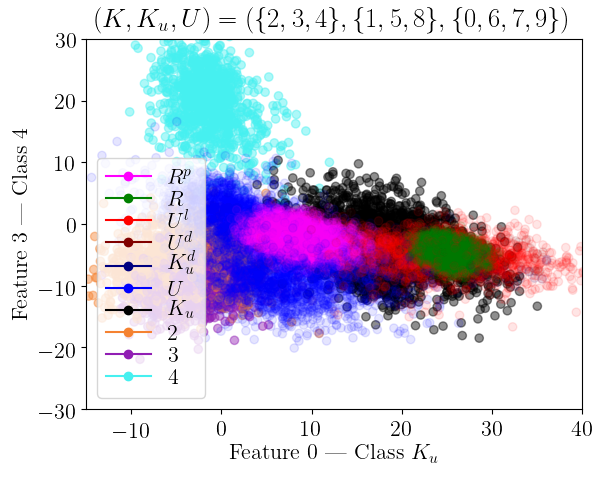 (K, K_u, U) = ({2, 3, 4}, {1, 5, 8}, {0, 6, 7, 9})
30
20
10
0
−10
−20
−30
Feature 3 — Class 4
R^p
R
U^l
U^d
K_u^d
U
K_u
2
3
4
−10
0
10
20
30
40
Feature 0 — Class K_u